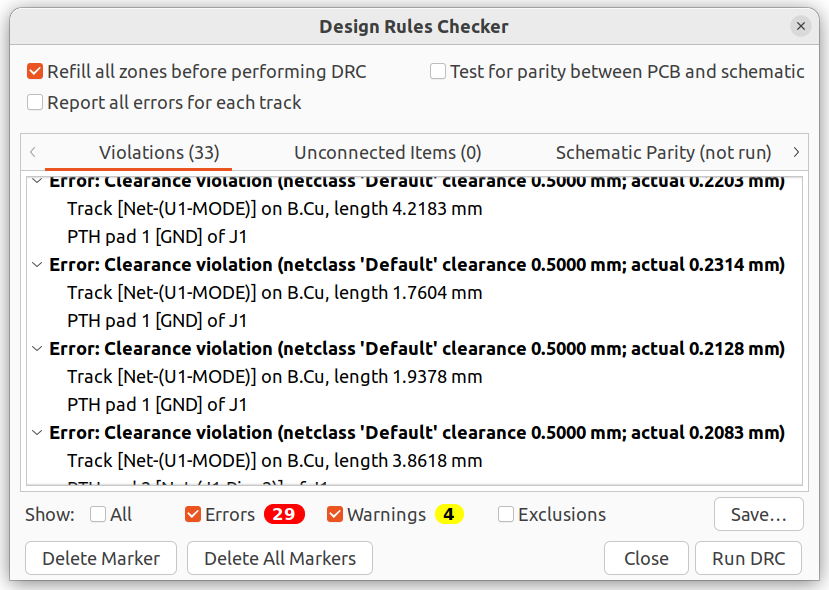 Design Rules Checker
Refill all zones before performing DRC
Test for parity between PCB and schematic
Report all errors for each track
Violations (33)
Unconnected Items (0)
Schematic Parity (not run)
Error: Clearance violation (netclass 'Default' clearance 0.5000 mm; actual 0.2203 mm)
Track [Net-(U1-MODE)] on B.Cu, length 4.2183 mm
PTH pad 1 [GND] of J1
Error: Clearance violation (netclass 'Default' clearance 0.5000 mm; actual 0.2314 mm)
Track [Net-(U1-MODE)] on B.Cu, length 1.7604 mm
PTH pad 1 [GND] of J1
Error: Clearance violation (netclass 'Default' clearance 0.5000 mm; actual 0.2128 mm)
Track [Net-(U1-MODE)] on B.Cu, length 1.9378 mm
PTH pad 1 [GND] of J1
Error: Clearance violation (netclass 'Default' clearance 0.5000 mm; actual 0.2083 mm)
Track [Net-(U1-MODE)] on B.Cu, length 3.8618 mm
Show:
All
Errors 29
Warnings 4
Exclusions
Save...
Delete Marker
Delete All Markers
Close
Run DRC